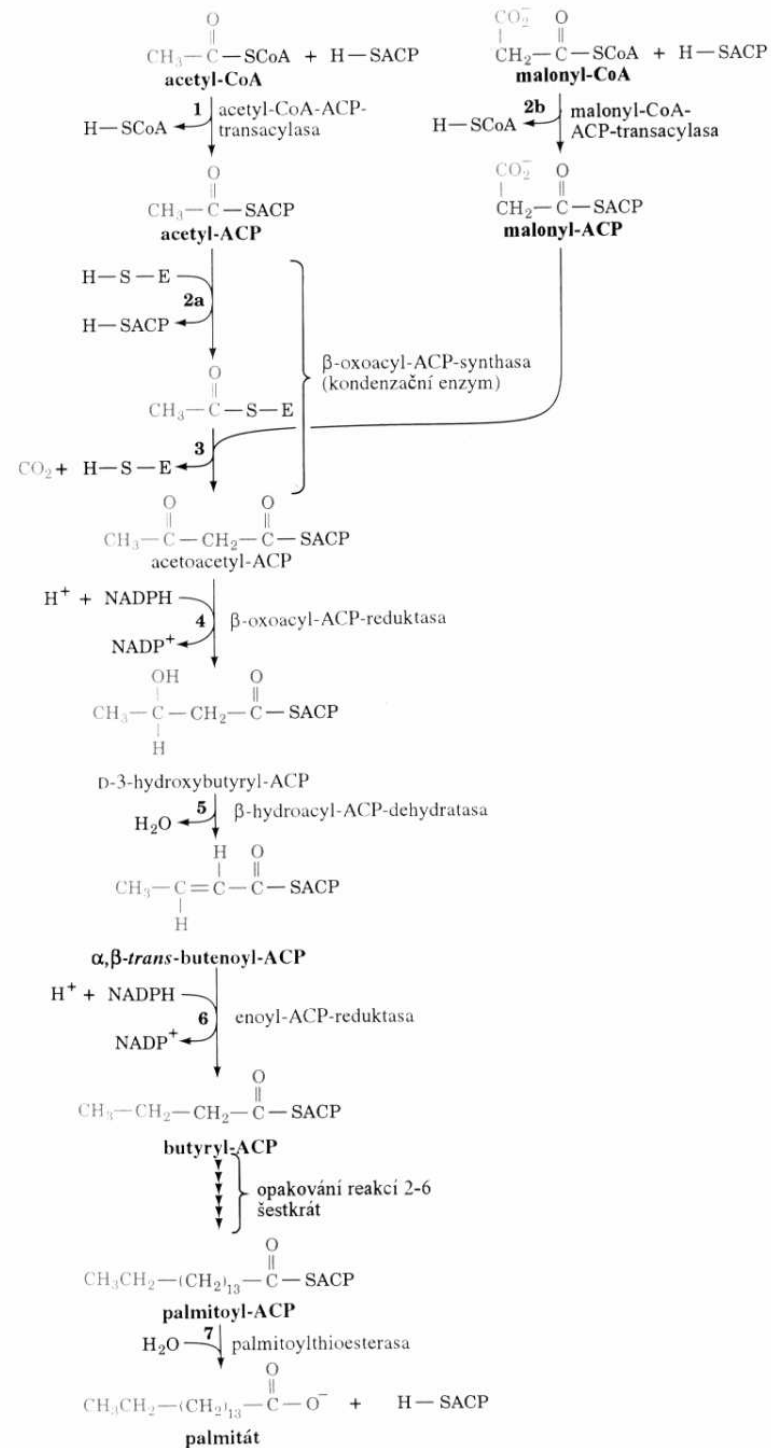 O
CH₃—C—SCoA + H—SACP
acetyl-CoA
1 acetyl-CoA-ACP-
transacylasa
H—SCoA
O
CH₃—C—SACP
acetyl-ACP
CO₂⁻ O
CH₂—C—SCoA + H—SACP
malonyl-CoA
2b malonyl-CoA-
ACP-transacylasa
H—SCoA
CO₂⁻ O
CH₂—C—SACP
malonyl-ACP
H—S—E
2a
H—SACP
β-oxoacyl-ACP-synthasa
(kondenzační enzym)
O
CH₃—C—S—E
3
CO₂ + H—S—E
O O
CH₃—C—CH₂—C—SACP
acetoacetyl-ACP
H⁺ + NADPH
4 β-oxoacyl-ACP-reduktasa
NADP⁺
OH O
CH₃—C—CH₂—C—SACP
H
D-3-hydroxybutyryl-ACP
5 β-hydroacyl-ACP-dehydratasa
H₂O
H O
CH₃—C=C—C—SACP
H
α,β-trans-butenoyl-ACP
H⁺ + NADPH
6 enoyl-ACP-reduktasa
NADP⁺
O
CH₃—CH₂—CH₂—C—SACP
butyryl-ACP
opakování reakcí 2-6
šestkrát
O
CH₃CH₂—(CH₂)₁₃—C—SACP
palmitoyl-ACP
7
H₂O palmitoylthioesterasa
O
CH₃CH₂—(CH₂)₁₃—C—O⁻ + H—SACP
palmitát